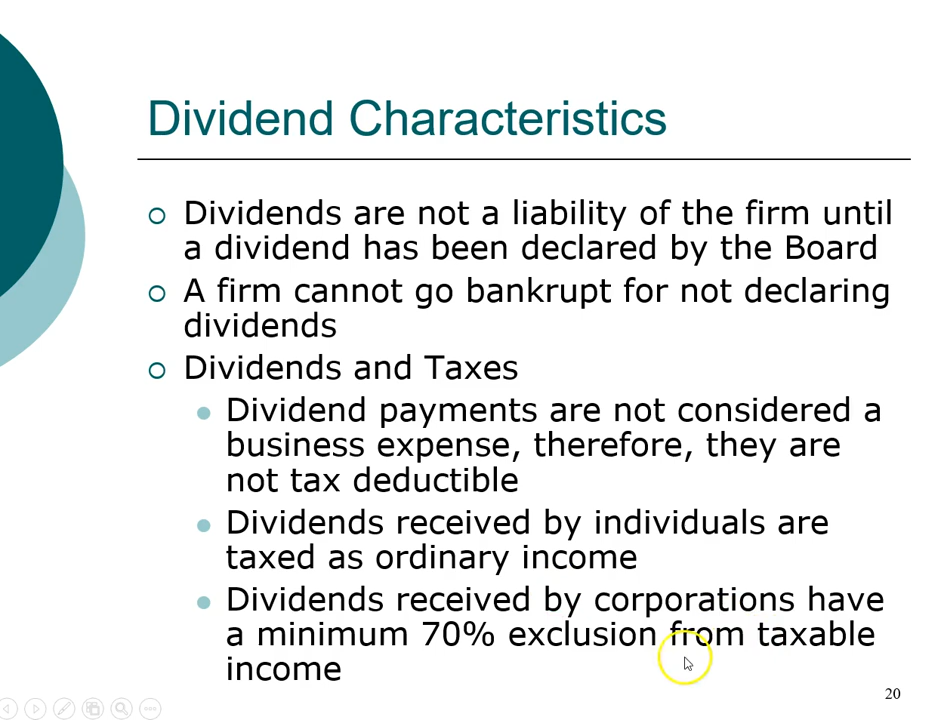 Dividend Characteristics
Dividends are not a liability of the firm until
a dividend has been declared by the Board
A firm cannot go bankrupt for not declaring
dividends
Dividends and Taxes
Dividend payments are not considered a
business expense, therefore, they are
not tax deductible
Dividends received by individuals are
taxed as ordinary income
Dividends received by corporations have
a minimum 70% exclusion from taxable
income
20